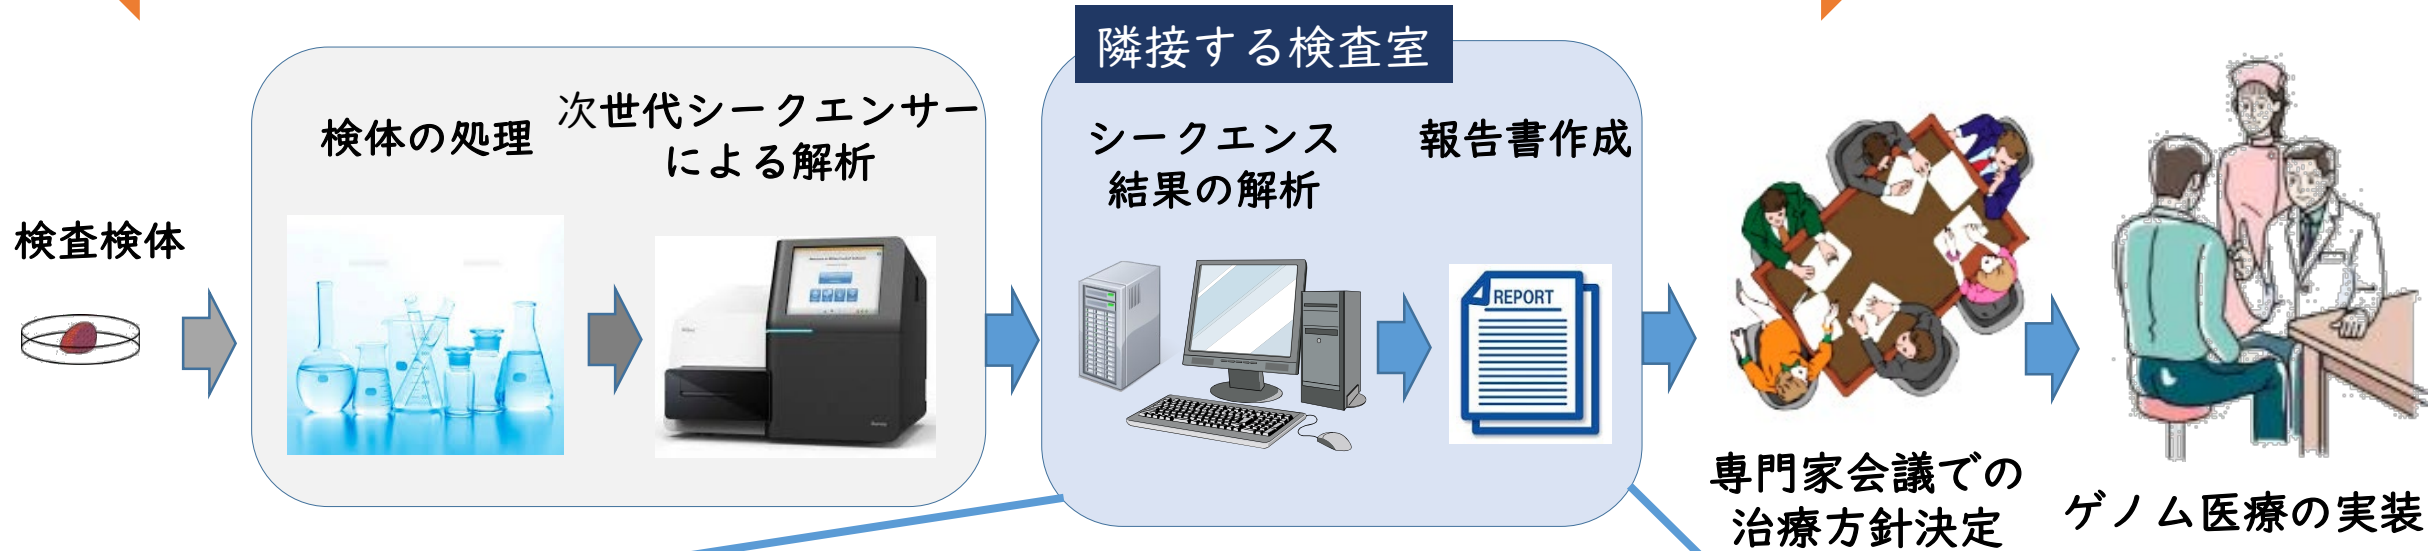 隣接する検査室
検査検体
検体の処理
次世代シークエンサー
による解析
シークエンス
結果の解析
報告書作成
REPORT
専門家会議での
治療方針決定
ゲノム医療の実装